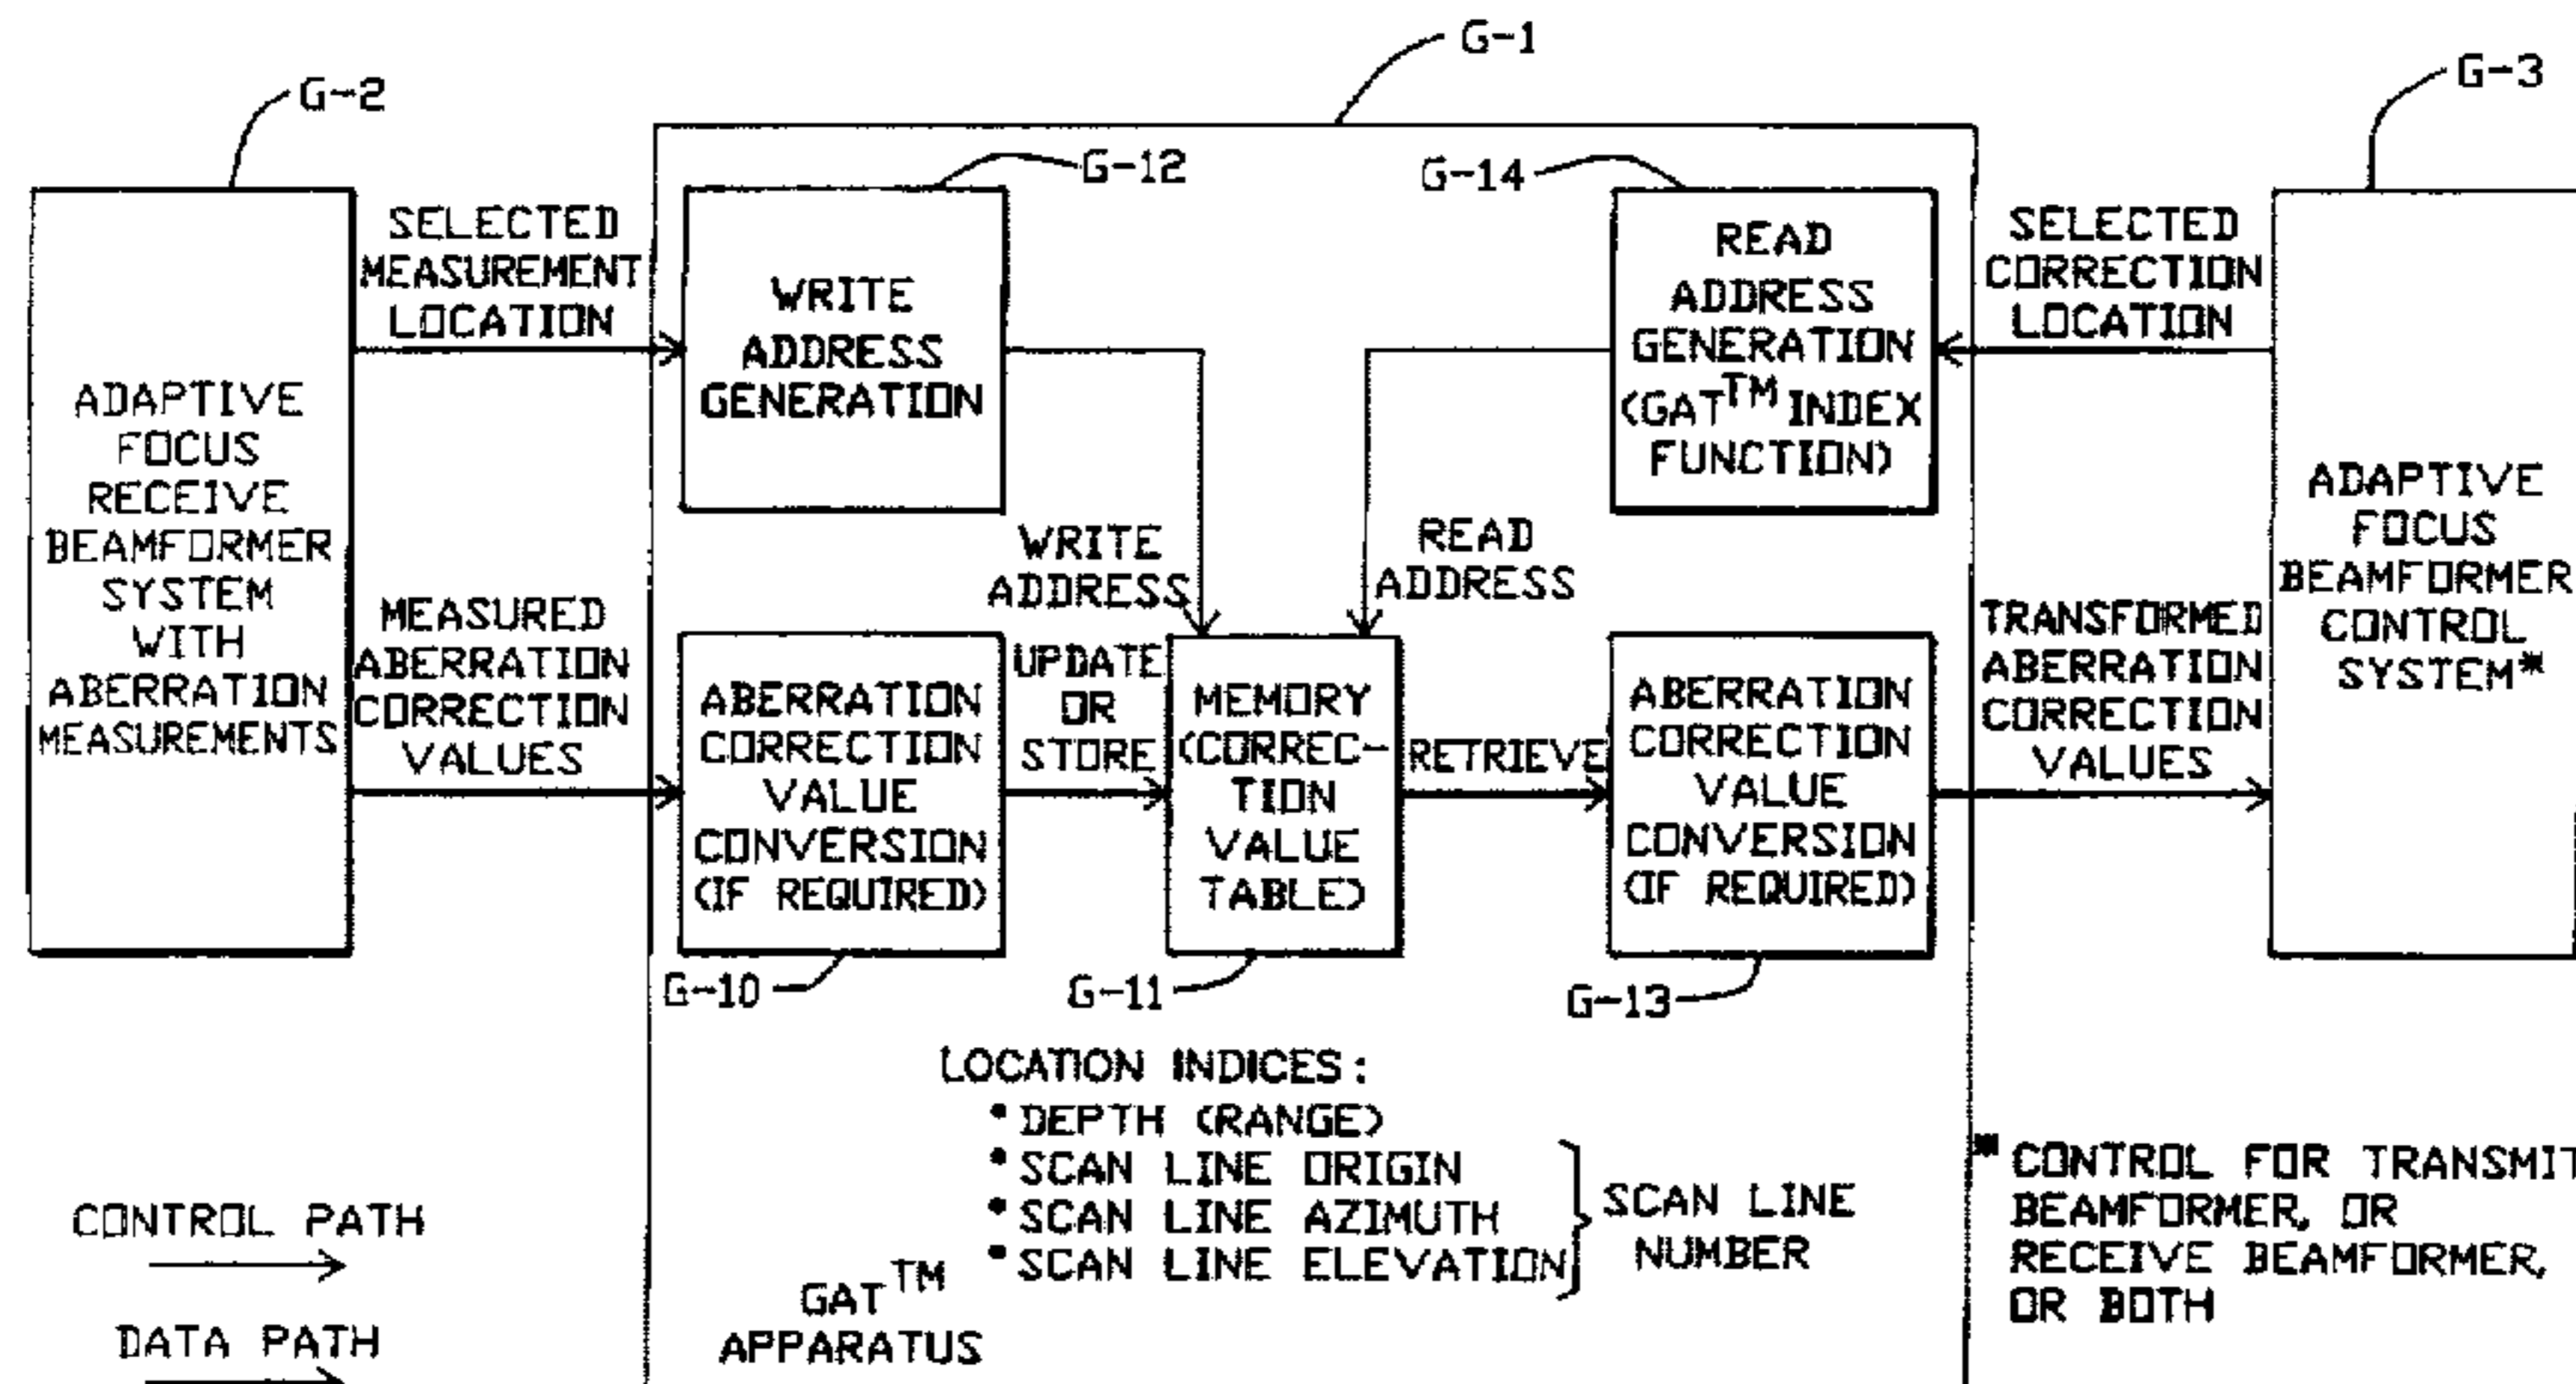 G-1
G-2
G-3
G-12
G-14
SELECTED
MEASUREMENT
LOCATION
WRITE
ADDRESS
GENERATION
READ
ADDRESS
GENERATION
(GAT™ INDEX
FUNCTION)
SELECTED
CORRECTION
LOCATION
ADAPTIVE
FOCUS
RECEIVE
BEAMFORMER
SYSTEM
WITH
ABERRATION
MEASUREMENTS
WRITE
ADDRESS
READ
ADDRESS
ADAPTIVE
FOCUS
BEAMFORMER
CONTROL
SYSTEM*
MEASURED
ABERRATION
CORRECTION
VALUES
ABERRATION
CORRECTION
VALUE
CONVERSION
(IF REQUIRED)
UPDATE
OR
STORE
MEMORY
(CORREC-
TION
VALUE
TABLE)
RETRIEVE
ABERRATION
CORRECTION
VALUE
CONVERSION
(IF REQUIRED)
TRANSFORMED
ABERRATION
CORRECTION
VALUES
G-10
G-11
G-13
LOCATION INDICES:
• DEPTH (RANGE)
• SCAN LINE ORIGIN
• SCAN LINE AZIMUTH
• SCAN LINE ELEVATION
SCAN LINE
NUMBER
* CONTROL FOR TRANSMIT
BEAMFORMER, OR
RECEIVE BEAMFORMER,
OR BOTH
CONTROL PATH
DATA PATH
GAT™
APPARATUS